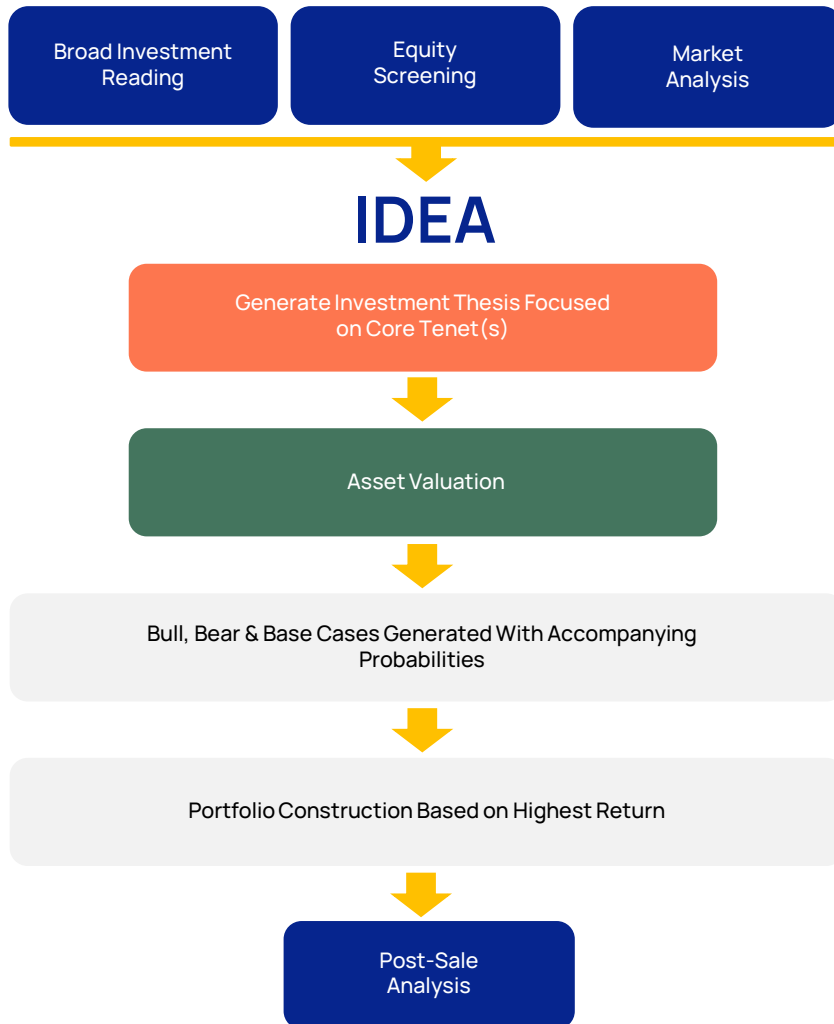 Broad Investment
Reading
Equity
Screening
Market
Analysis
IDEA
Generate Investment Thesis Focused
on Core Tenet(s)
Asset Valuation
Bull, Bear & Base Cases Generated With Accompanying
Probabilities
Portfolio Construction Based on Highest Return
Post-Sale
Analysis